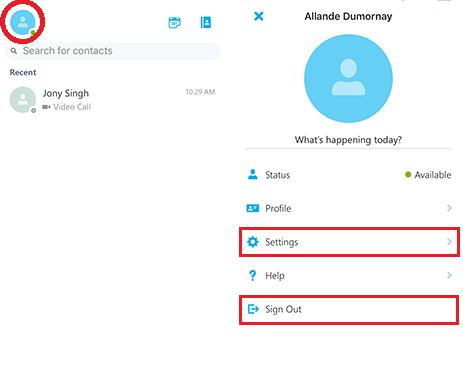 Search for contacts
Recent
Jony Singh
10:29 AM
Video Call
Allande Dumornay
What's happening today?
Status
Available
Profile
Settings
Help
Sign Out